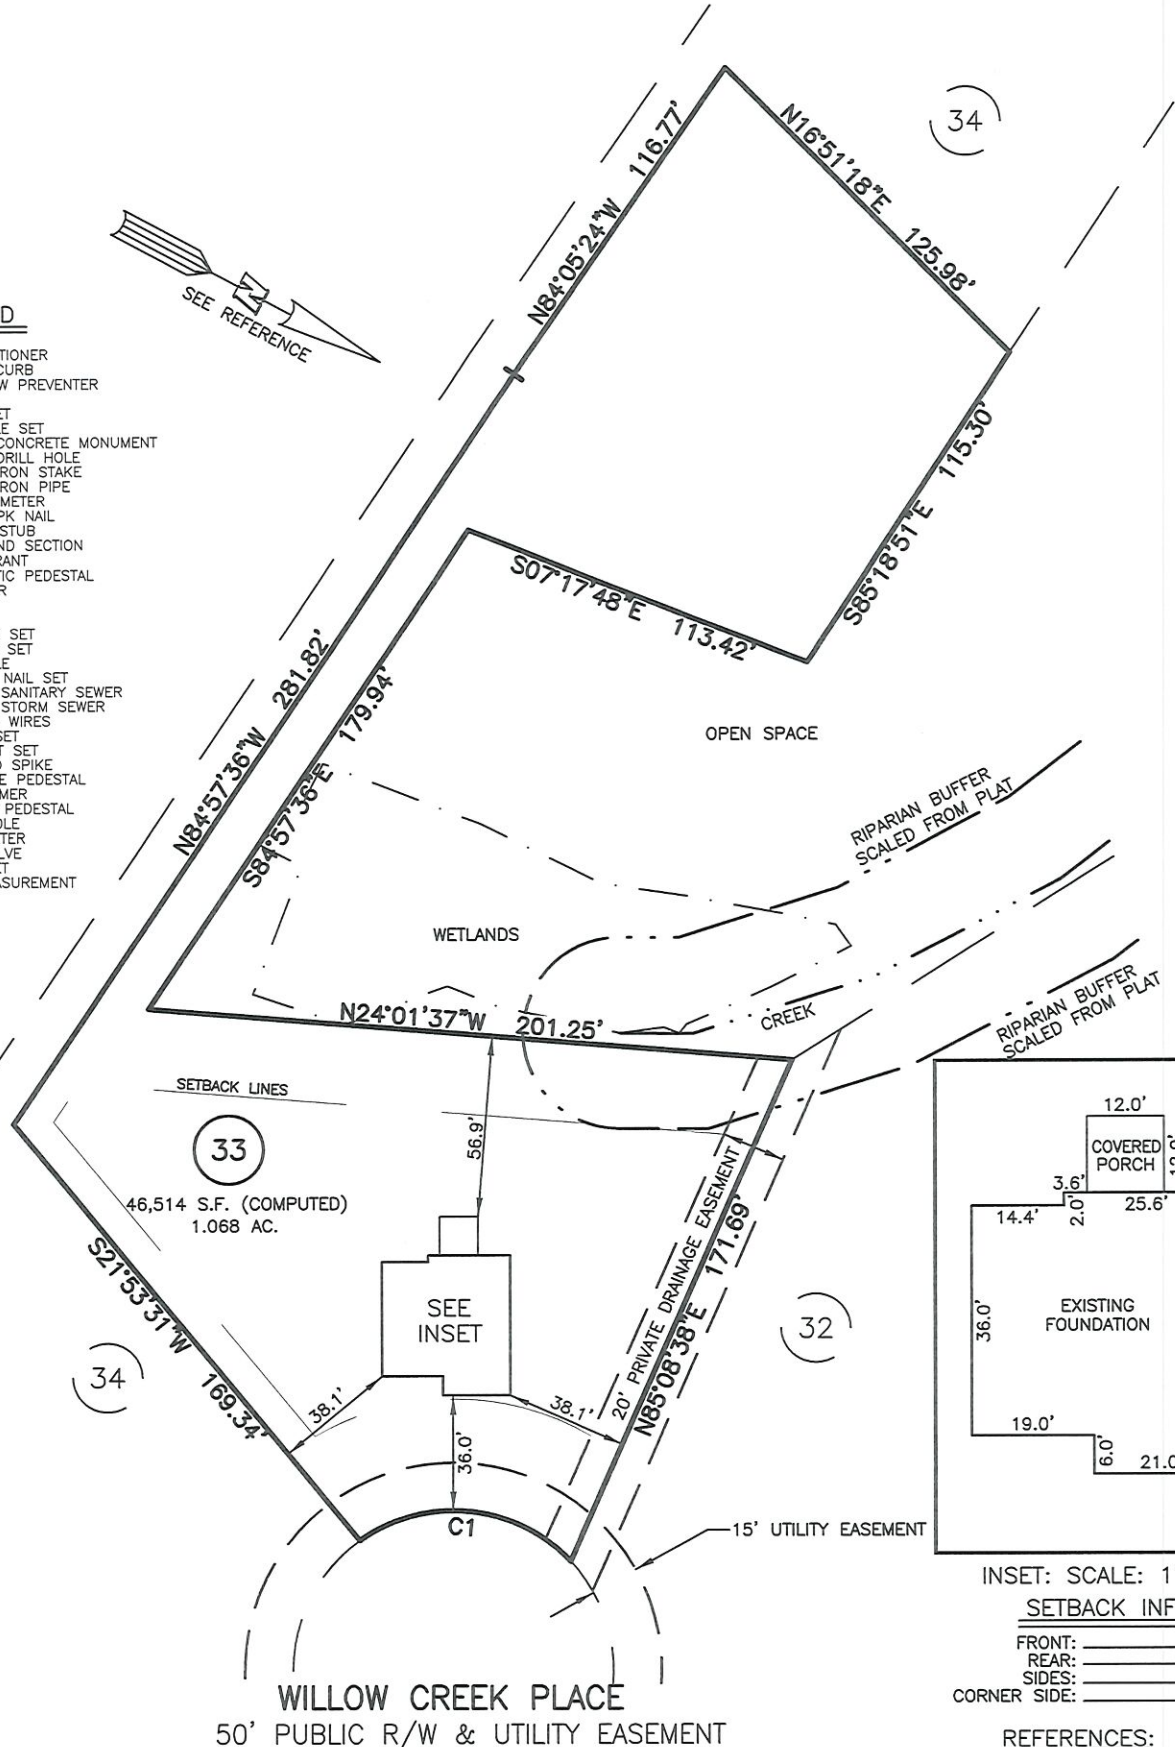 34
N16°51'18"E 125.98'
N84°05'24"W 116.77'
N
SEE REFERENCE
D
TIONER
CURB
W PREVENTER
ET
E SET
CONCRETE MONUMENT
DRILL HOLE
RON STAKE
RON PIPE
METER
PK NAIL
STUB
ND SECTION
RANT
TIC PEDESTAL
R
SET
SET
LE
NAIL SET
SANITARY SEWER
STORM SEWER
WIRES
SET
T SET
D SPIKE
E PEDESTAL
MER
PEDESTAL
OLE
TER
LVE
ET
ASUREMENT
S85°18'51"E 115.30'
S07°17'48"E 113.42'
N84°57'36"W 281.82'
S84°57'36"E 179.94'
OPEN SPACE
RIPARIAN BUFFER
SCALED FROM PLAT
WETLANDS
CREEK
RIPARIAN BUFFER
SCALED FROM PLAT
N24°01'37"W 201.25'
SETBACK LINES
33
46,514 S.F. (COMPUTED)
1.068 AC.
56.9'
S21°53'31"W 169.34'
34
SEE
INSET
38.1'
38.1'
36.0'
20' PRIVATE DRAINAGE EASEMENT
N85°08'38"E 171.69'
32
C1
15' UTILITY EASEMENT
12.0'
COVERED
PORCH
3.6'
2.0'
25.6'
14.4'
36.0'
EXISTING
FOUNDATION
19.0'
6.0'
21.0
INSET: SCALE: 1
SETBACK INF
FRONT:
REAR:
SIDES:
CORNER SIDE:
REFERENCES:
WILLOW CREEK PLACE
50' PUBLIC R/W & UTILITY EASEMENT